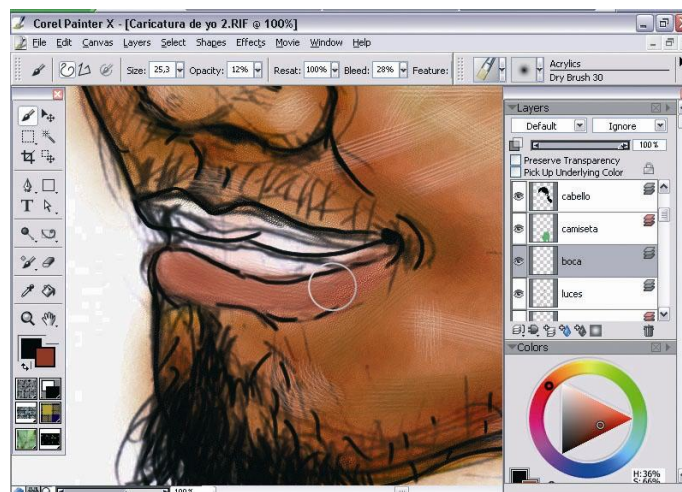 Corel Painter X - [Caricatura de yo 2.RIF @ 100%]
File Edit Canvas Layers Select Shapes Effects Movie Window Help
Size: 25,3 Opacity: 12% Resat: 100% Bleed: 28% Feature:
Acrylics
Dry Brush 30
Layers
Default Ignore
100%
Preserve Transparency
Pick Up Underlying Color
cabello
camiseta
boca
luces
T
Colors
H:36%
S:66%
100%